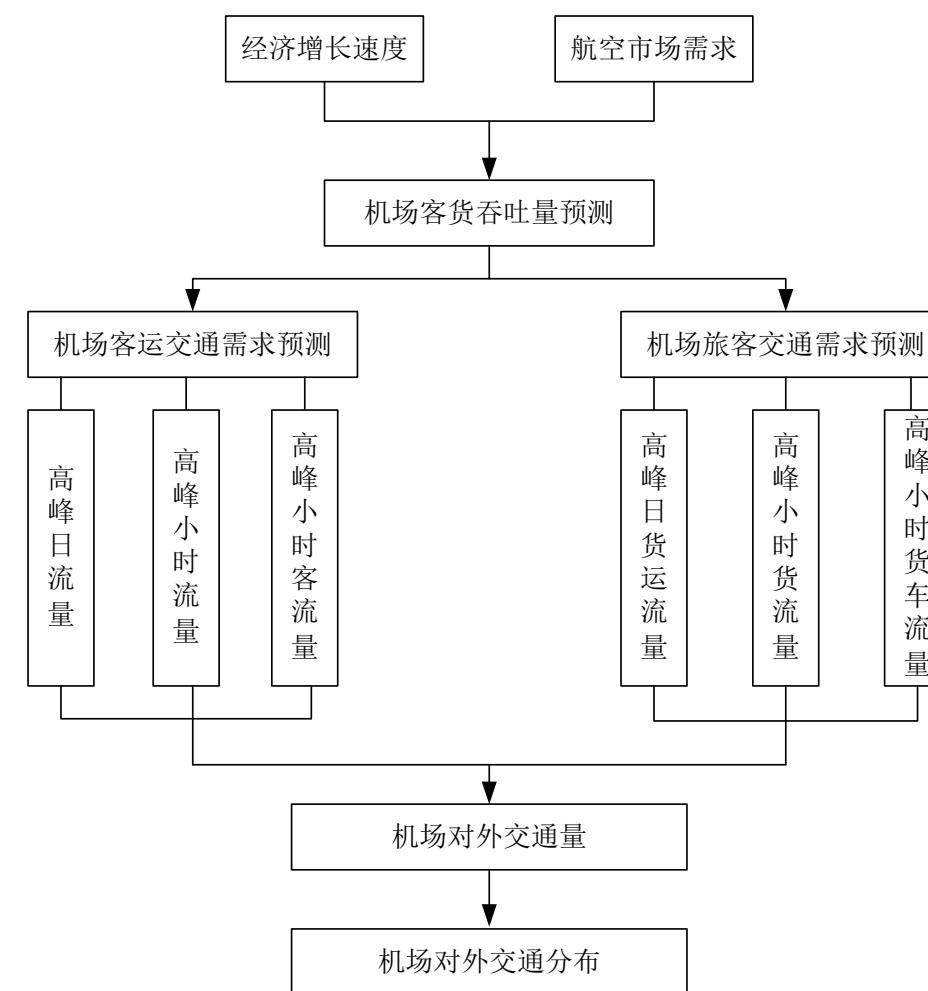 经济增长速度
航空市场需求
机场客货吞吐量预测
机场客运交通需求预测
机场旅客交通需求预测
高峰日流量
高峰小时流量
高峰小时客流量
高峰日货运流量
高峰小时货流量
高峰小时货车流量
机场对外交通量
机场对外交通分布